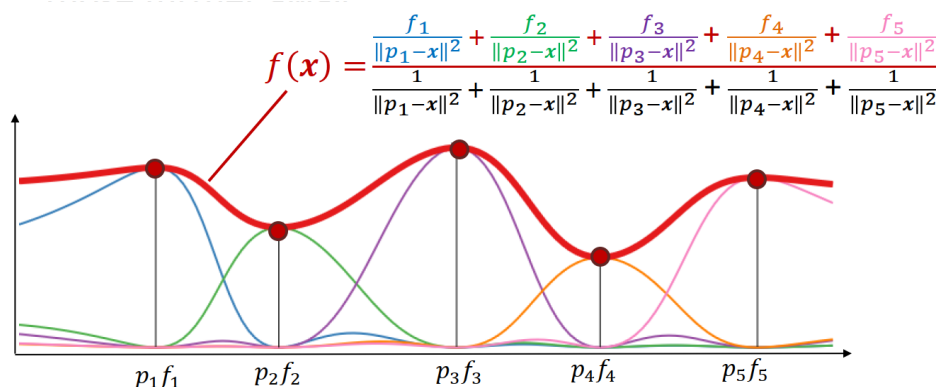 f(x) = (f₁/‖p₁−x‖² + f₂/‖p₂−x‖² + f₃/‖p₃−x‖² + f₄/‖p₄−x‖² + f₅/‖p₅−x‖²) / (1/‖p₁−x‖² + 1/‖p₂−x‖² + 1/‖p₃−x‖² + 1/‖p₄−x‖² + 1/‖p₅−x‖²)
p₁f₁ p₂f₂ p₃f₃ p₄f₄ p₅f₅